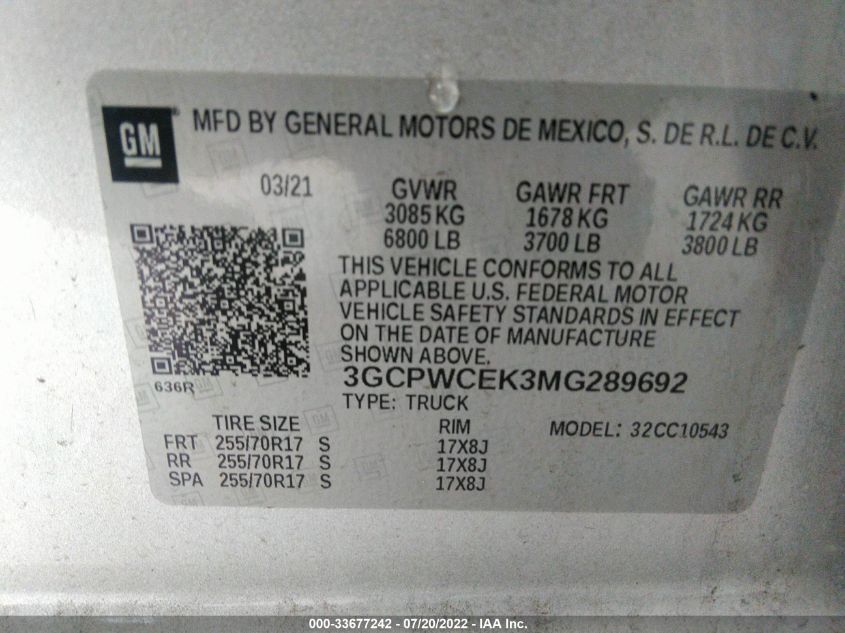 GM® MFD BY GENERAL MOTORS DE MEXICO, S. DE R.L. DE C.V.
03/21 GVWR GAWR FRT GAWR RR
3085 KG 1678 KG 1724 KG
6800 LB 3700 LB 3800 LB
THIS VEHICLE CONFORMS TO ALL
APPLICABLE U.S. FEDERAL MOTOR
VEHICLE SAFETY STANDARDS IN EFFECT
ON THE DATE OF MANUFACTURE
SHOWN ABOVE.
636R 3GCPWCEK3MG289692
TYPE: TRUCK
TIRE SIZE RIM MODEL: 32CC10543
FRT 255/70R17 S 17X8J
RR 255/70R17 S 17X8J
SPA 255/70R17 S 17X8J
000-33677242 - 07/20/2022 - IAA Inc.